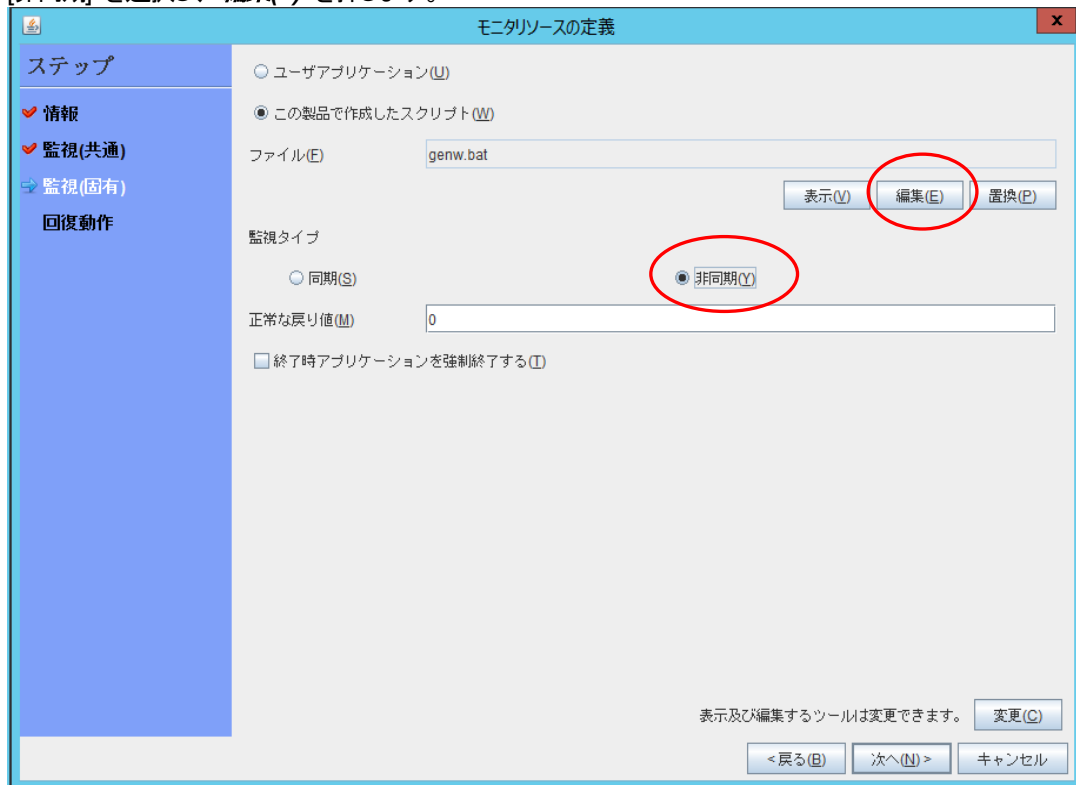 モニタリソースの定義
x
ステップ
情報
監視(共通)
監視(固有)
回復動作
ユーザアプリケーション(U)
この製品で作成したスクリプト(W)
ファイル(F) genw.bat
表示(V) 編集(E) 置換(P)
監視タイプ
同期(S) 非同期(Y)
正常な戻り値(M) 0
終了時アプリケーションを強制終了する(T)
表示及び編集するツールは変更できます。 変更(C)
<戻る(B) 次へ(N)> キャンセル